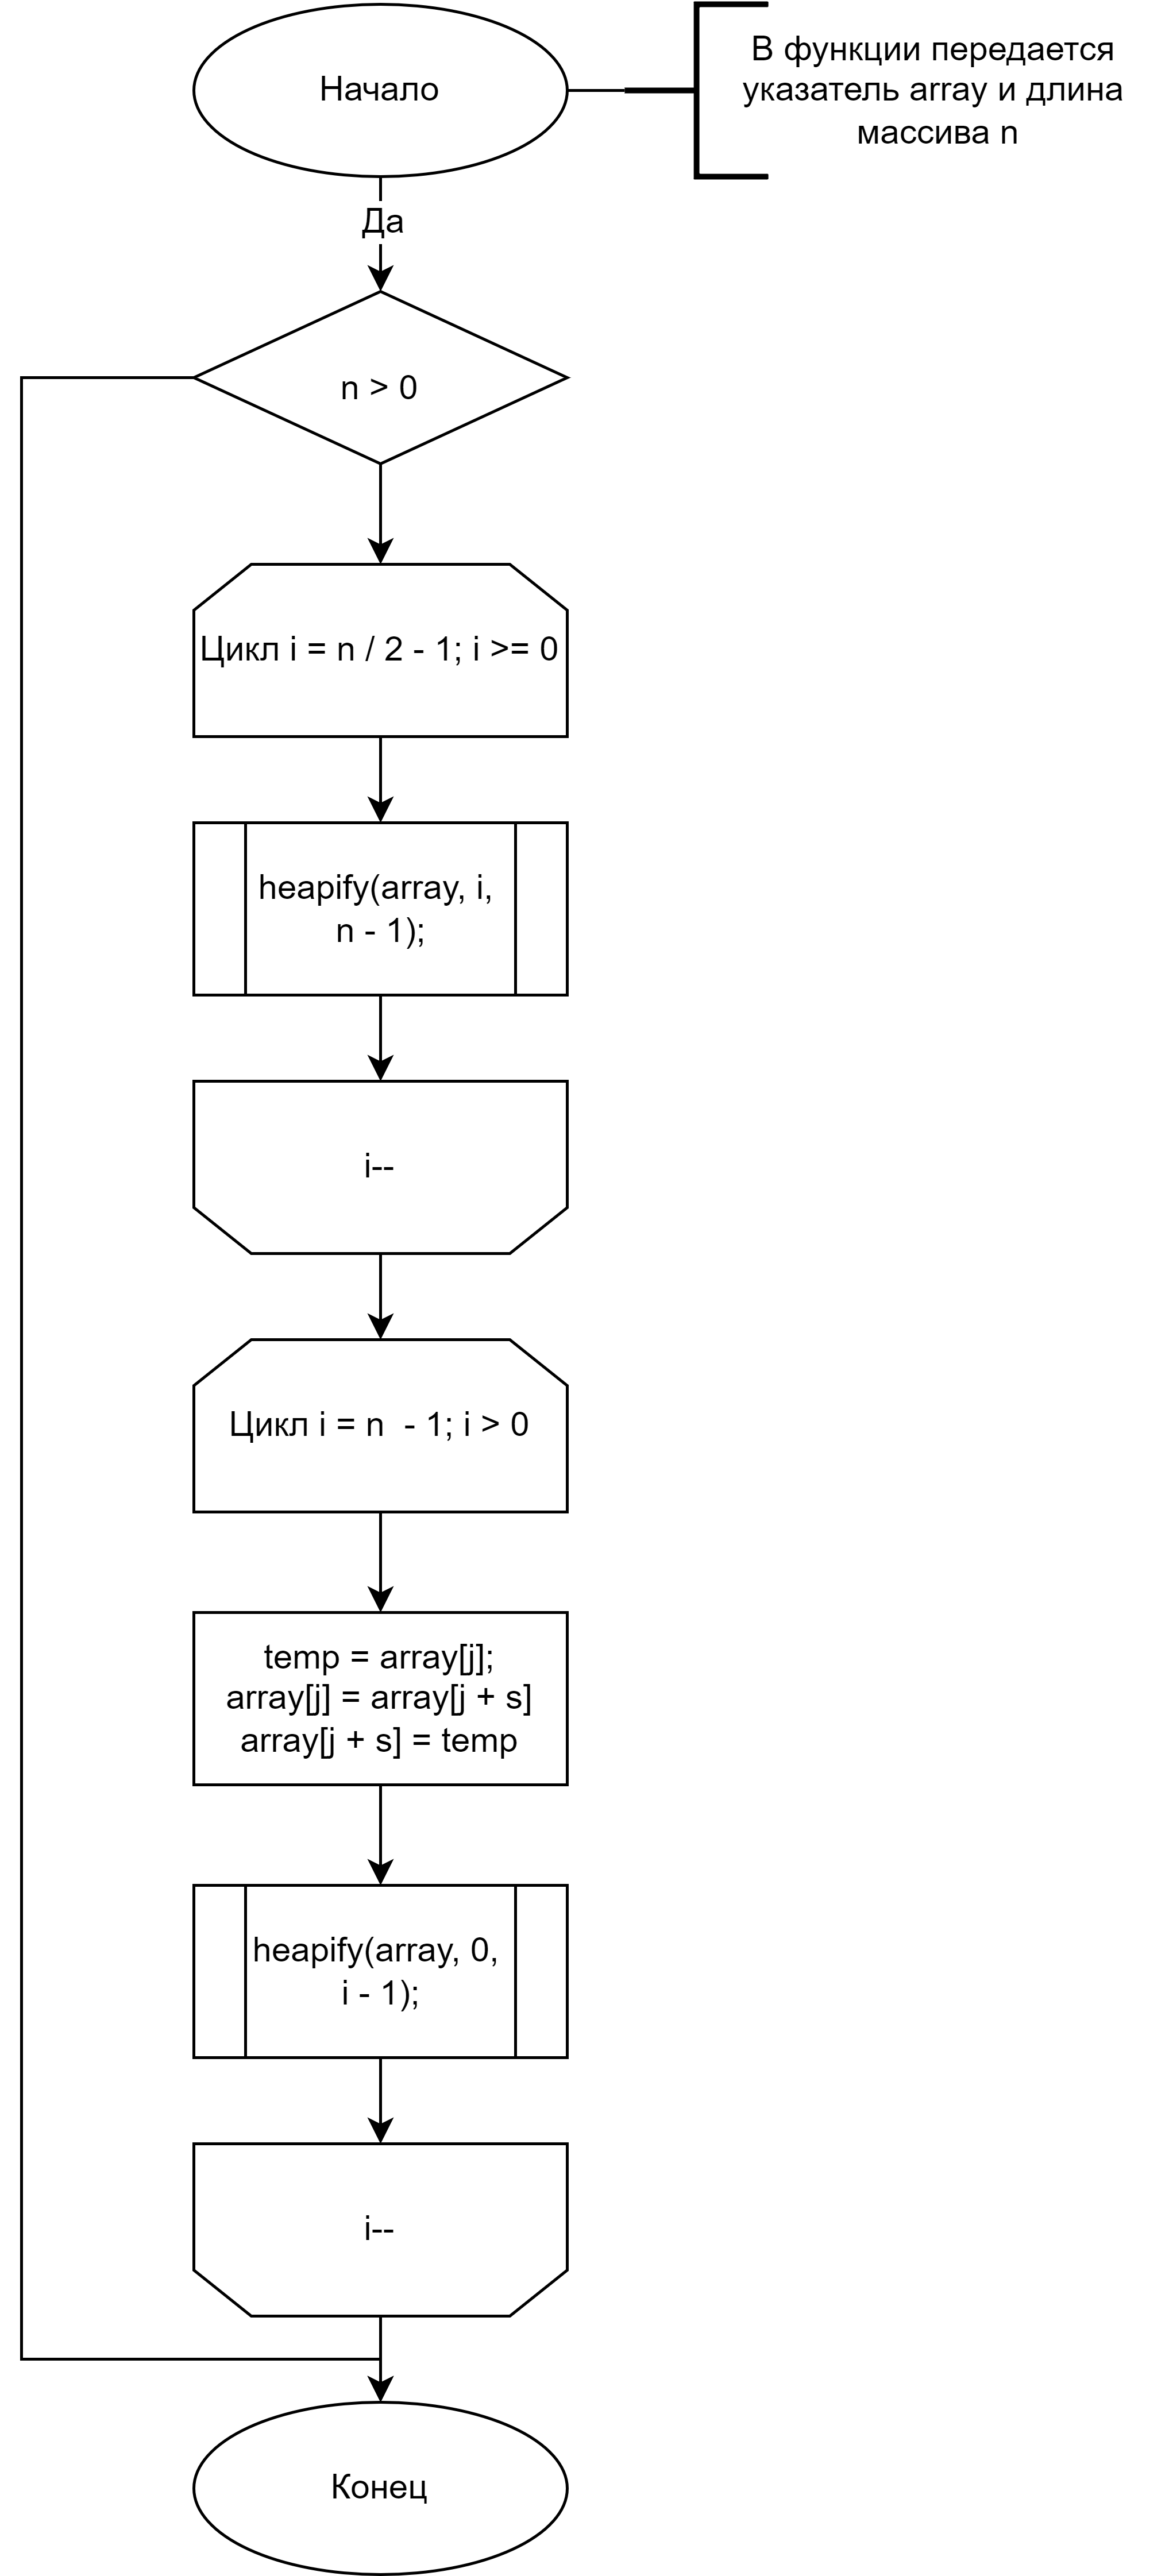 Начало
В функции передается
указатель array и длина
массива n
Да
n > 0
Цикл i = n / 2 - 1; i >= 0
heapify(array, i,
n - 1);
i--
Цикл i = n  - 1; i > 0
temp = array[j];
array[j] = array[j + s]
array[j + s] = temp
heapify(array, 0,
i - 1);
i--
Конец